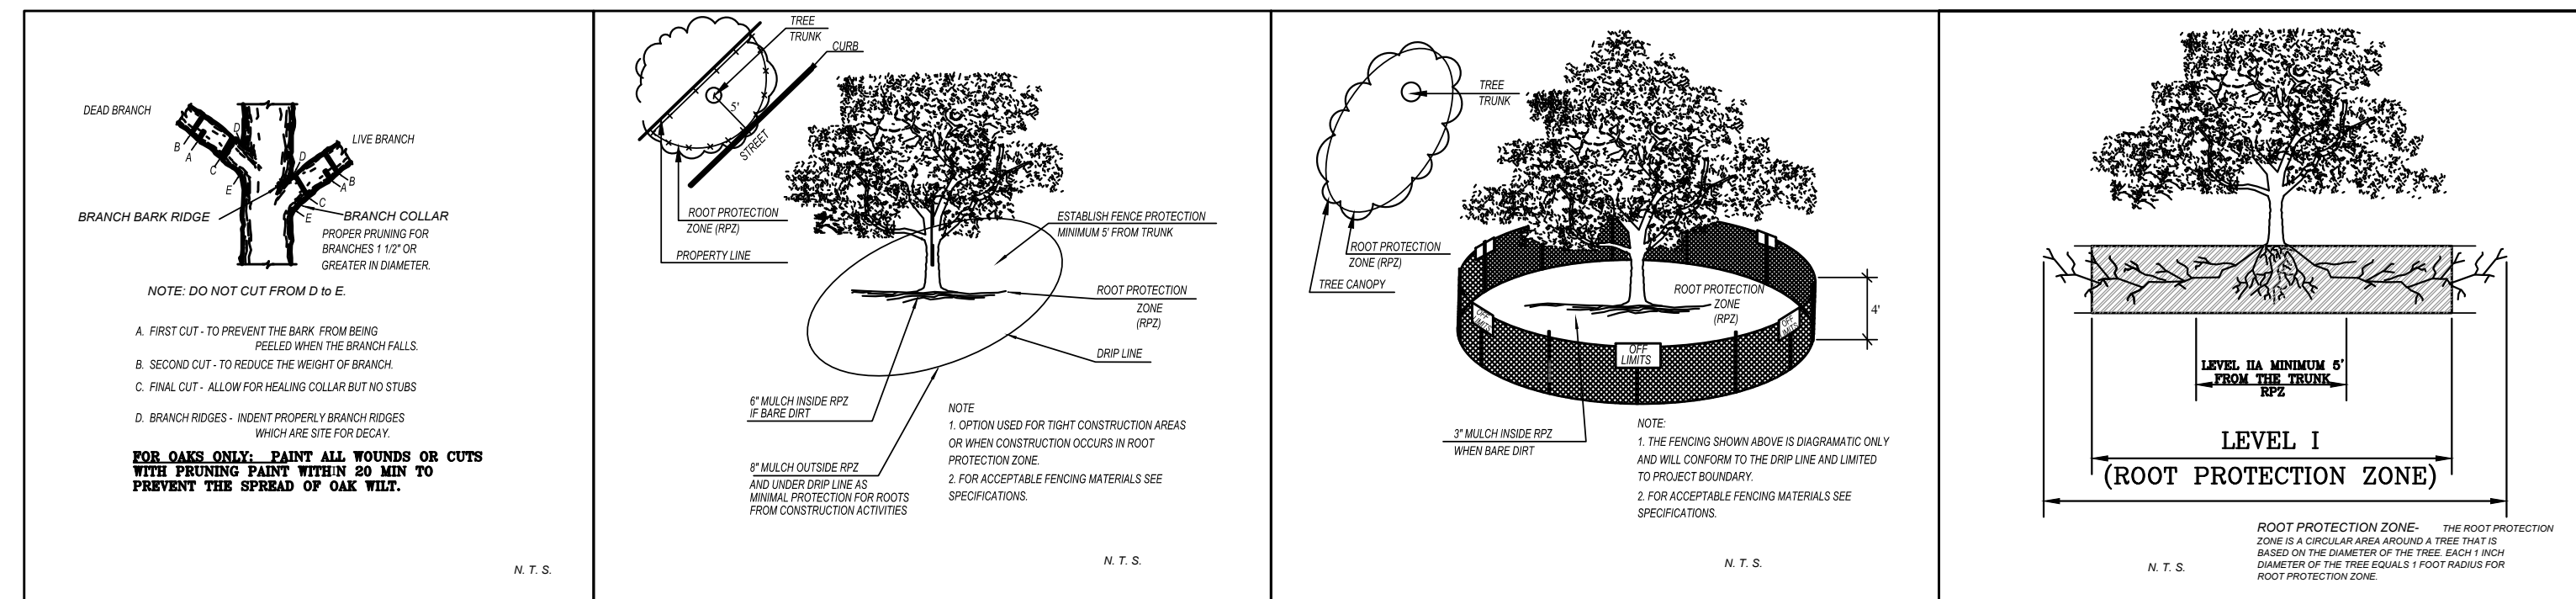 DEAD BRANCH
LIVE BRANCH
D
B
A
C
E
D
B
A
C
E
BRANCH BARK RIDGE
BRANCH COLLAR
PROPER PRUNING FOR
BRANCHES 1 1/2" OR
GREATER IN DIAMETER.
NOTE: DO NOT CUT FROM D to E.
A. FIRST CUT - TO PREVENT THE BARK FROM BEING
PEELED WHEN THE BRANCH FALLS.
B. SECOND CUT - TO REDUCE THE WEIGHT OF BRANCH.
C. FINAL CUT - ALLOW FOR HEALING COLLAR BUT NO STUBS
D. BRANCH RIDGES - INDENT PROPERLY BRANCH RIDGES
WHICH ARE SITE FOR DECAY.
FOR OAKS ONLY: PAINT ALL WOUNDS OR CUTS
WITH PRUNING PAINT WITHIN 20 MIN TO
PREVENT THE SPREAD OF OAK WILT.
N. T. S.
TREE
TRUNK
CURB
5'
STREET
ROOT PROTECTION
ZONE (RPZ)
PROPERTY LINE
ESTABLISH FENCE PROTECTION
MINIMUM 5' FROM TRUNK
ROOT PROTECTION
ZONE
(RPZ)
DRIP LINE
6" MULCH INSIDE RPZ
IF BARE DIRT
8" MULCH OUTSIDE RPZ
AND UNDER DRIP LINE AS
MINIMAL PROTECTION FOR ROOTS
FROM CONSTRUCTION ACTIVITIES
NOTE
1. OPTION USED FOR TIGHT CONSTRUCTION AREAS
OR WHEN CONSTRUCTION OCCURS IN ROOT
PROTECTION ZONE.
2. FOR ACCEPTABLE FENCING MATERIALS SEE
SPECIFICATIONS.
N. T. S.
TREE
TRUNK
ROOT PROTECTION
ZONE (RPZ)
TREE CANOPY
ROOT PROTECTION
ZONE
(RPZ)
4'
OFF
LIMITS
OFF
LIMITS
OFF
LIMITS
3" MULCH INSIDE RPZ
WHEN BARE DIRT
NOTE:
1. THE FENCING SHOWN ABOVE IS DIAGRAMATIC ONLY
AND WILL CONFORM TO THE DRIP LINE AND LIMITED
TO PROJECT BOUNDARY.
2. FOR ACCEPTABLE FENCING MATERIALS SEE
SPECIFICATIONS.
N. T. S.
LEVEL IIA MINIMUM 5'
FROM THE TRUNK
RPZ
LEVEL I
(ROOT PROTECTION ZONE)
ROOT PROTECTION ZONE- THE ROOT PROTECTION
ZONE IS A CIRCULAR AREA AROUND A TREE THAT IS
BASED ON THE DIAMETER OF THE TREE. EACH 1 INCH
DIAMETER OF THE TREE EQUALS 1 FOOT RADIUS FOR
ROOT PROTECTION ZONE.
N. T. S.